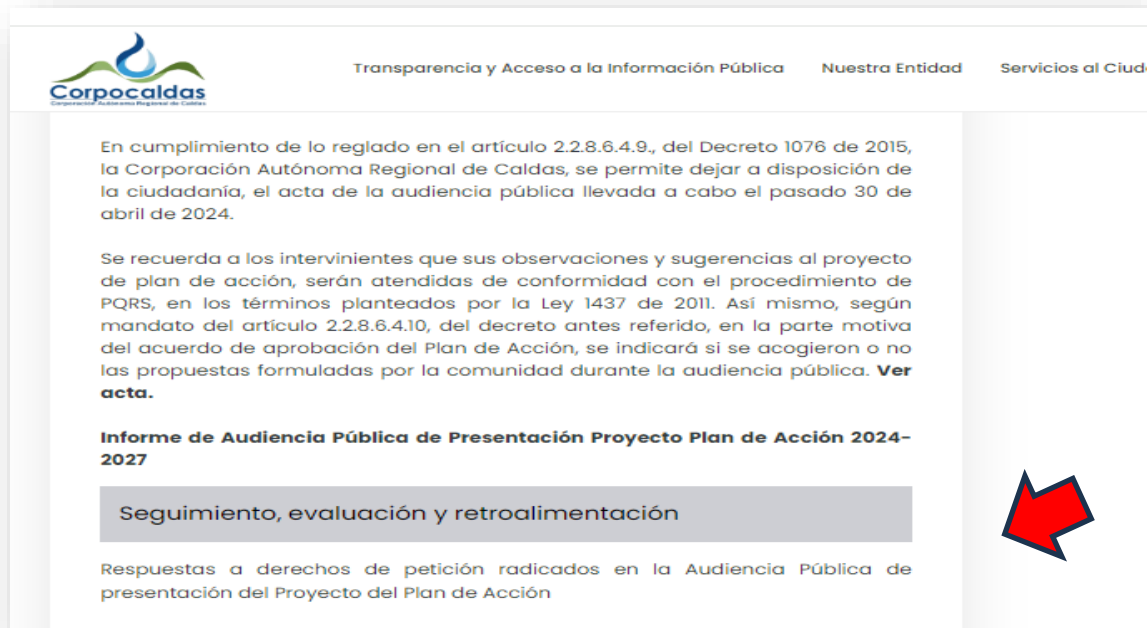 Corpocaldas
Corporación Autónoma Regional de Caldas
Transparencia y Acceso a la Información Pública Nuestra Entidad Servicios al Ciud
En cumplimiento de lo reglado en el artículo 2.2.8.6.4.9., del Decreto 1076 de 2015,
la Corporación Autónoma Regional de Caldas, se permite dejar a disposición de
la ciudadanía, el acta de la audiencia pública llevada a cabo el pasado 30 de
abril de 2024.
Se recuerda a los intervinientes que sus observaciones y sugerencias al proyecto
de plan de acción, serán atendidas de conformidad con el procedimiento de
PQRS, en los términos planteados por la Ley 1437 de 2011. Así mismo, según
mandato del artículo 2.2.8.6.4.10, del decreto antes referido, en la parte motiva
del acuerdo de aprobación del Plan de Acción, se indicará si se acogieron o no
las propuestas formuladas por la comunidad durante la audiencia pública. Ver
acta.
Informe de Audiencia Pública de Presentación Proyecto Plan de Acción 2024-
2027
Seguimiento, evaluación y retroalimentación
Respuestas a derechos de petición radicados en la Audiencia Pública de
presentación del Proyecto del Plan de Acción